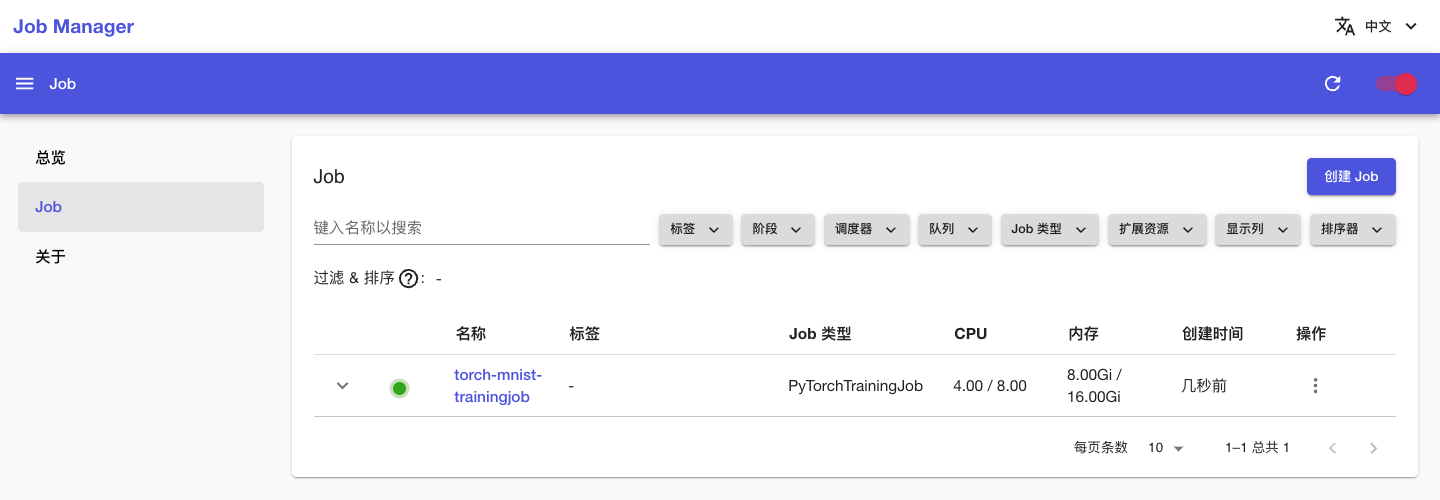 Job Manager
中文
Job
总览
Job
关于
Job
创建 Job
键入名称以搜索
标签
阶段
调度器
队列
Job 类型
扩展资源
显示列
排序器
过滤 & 排序 ? : -
名称 标签 Job 类型 CPU 内存 创建时间 操作
torch-mnist-
trainingjob
-
PyTorchTrainingJob
4.00 / 8.00
8.00Gi /
16.00Gi
几秒前
每页条数 10 1–1 总共 1